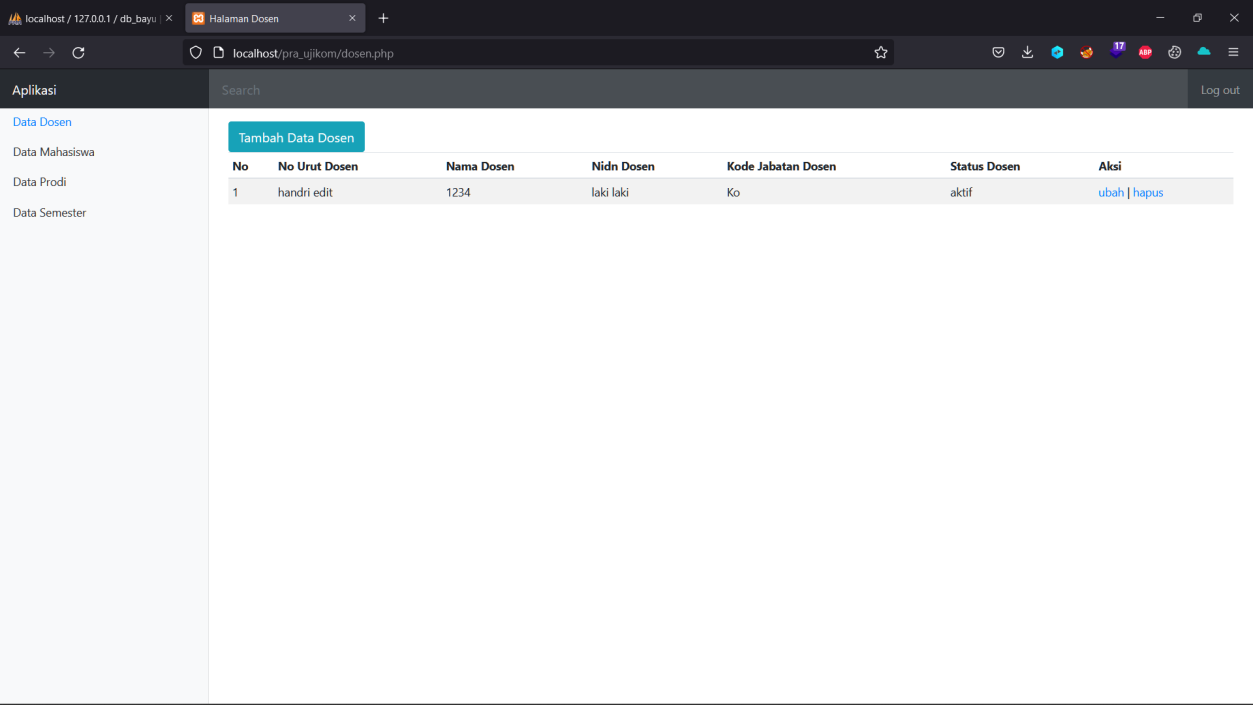 localhost / 127.0.0.1 / db_bayu |
Halaman Dosen
localhost/pra_ujikom/dosen.php
17
ABP
Aplikasi
Search
Log out
Data Dosen
Data Mahasiswa
Data Prodi
Data Semester
Tambah Data Dosen
No No Urut Dosen Nama Dosen Nidn Dosen Kode Jabatan Dosen Status Dosen Aksi
1 handri edit 1234 laki laki Ko aktif ubah | hapus